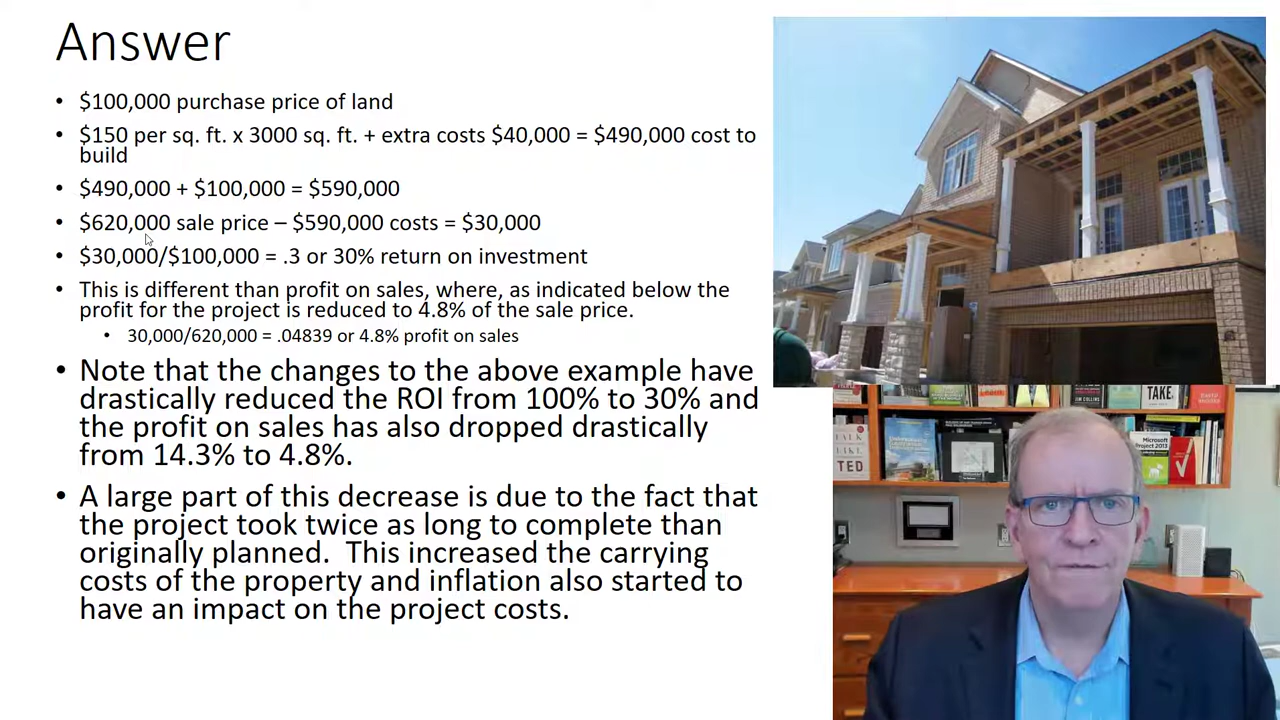 Answer
• $100,000 purchase price of land
• $150 per sq. ft. x 3000 sq. ft. + extra costs $40,000 = $490,000 cost to
build
• $490,000 + $100,000 = $590,000
• $620,000 sale price – $590,000 costs = $30,000
• $30,000/$100,000 = .3 or 30% return on investment
• This is different than profit on sales, where, as indicated below the
profit for the project is reduced to 4.8% of the sale price.
• 30,000/620,000 = .04839 or 4.8% profit on sales
• Note that the changes to the above example have
drastically reduced the ROI from 100% to 30% and
the profit on sales has also dropped drastically
from 14.3% to 4.8%.
• A large part of this decrease is due to the fact that
the project took twice as long to complete than
originally planned.  This increased the carrying
costs of the property and inflation also started to
have an impact on the project costs.
TAKE
TALK
LIKE
TED
Microsoft
Project 2013